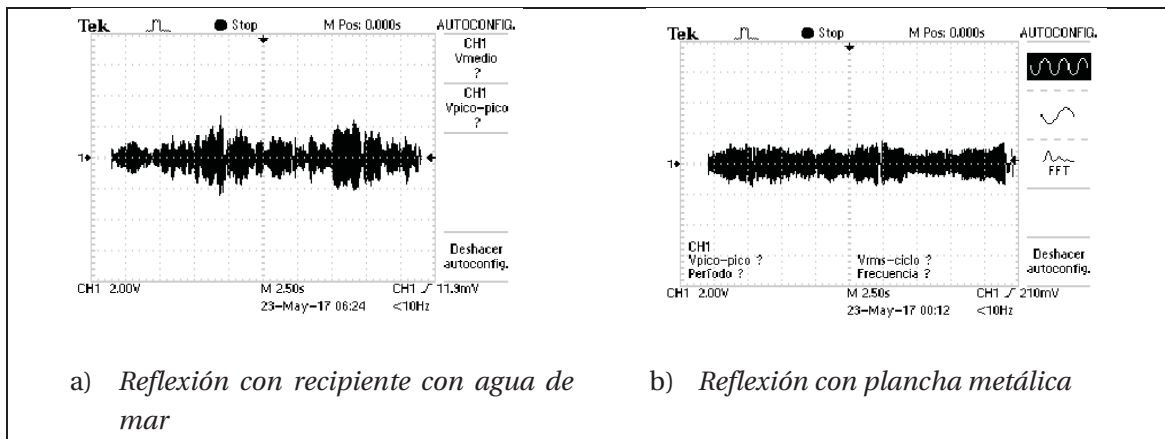 Tek Stop M Pos: 0.000s AUTOCONFIG.
CH1
Vmedio
?
CH1
Vpico-pico
?
1
Deshacer
autoconfig.
CH1 2.00V M 2.50s CH1 11.9mV
23-May-17 06:24 <10Hz
Tek Stop M Pos: 0.000s AUTOCONFIG.
FFT
1
CH1
Vpico-pico ? Vrms-ciclo ?
Período ? Frecuencia ?
Deshacer
autoconfig.
CH1 2.00V M 2.50s CH1 210mV
23-May-17 00:12 <10Hz
a) Reflexión con recipiente con agua de
mar
b) Reflexión con plancha metálica